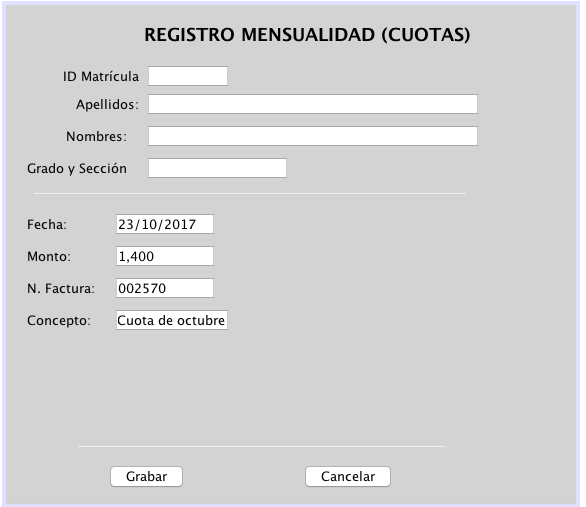 REGISTRO MENSUALIDAD (CUOTAS)
ID Matrícula
Apellidos:
Nombres:
Grado y Sección
Fecha: 23/10/2017
Monto: 1,400
N. Factura: 002570
Concepto: Cuota de octubre
Grabar Cancelar